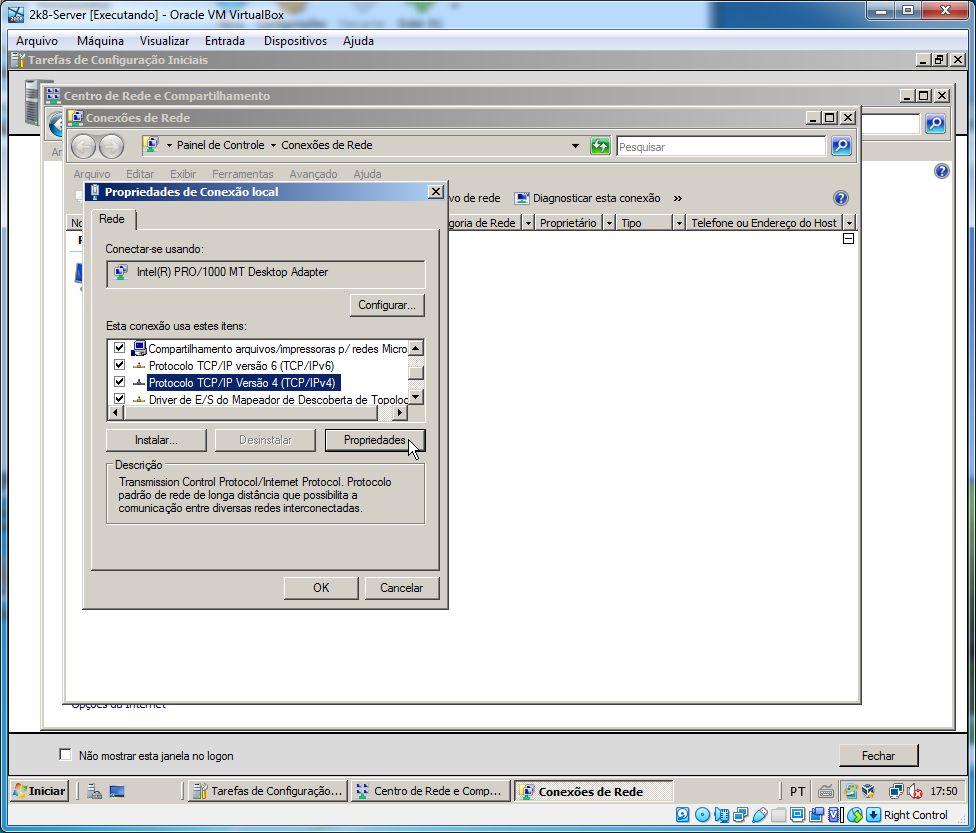 2k8-Server [Executando] - Oracle VM VirtualBox
Arquivo Máquina Visualizar Entrada Dispositivos Ajuda
Tarefas de Configuração Iniciais
Centro de Rede e Compartilhamento
Conexões de Rede
Painel de Controle Conexões de Rede
Pesquisar
Arquivo Editar Exibir Ferramentas Avançado Ajuda
vo de rede Diagnosticar esta conexão »
goria de Rede Proprietário Tipo Telefone ou Endereço do Host
Propriedades de Conexão local
Rede
Conectar-se usando:
Intel(R) PRO/1000 MT Desktop Adapter
Configurar...
Esta conexão usa estes itens:
Compartilhamento arquivos/impressoras p/ redes Micro
Protocolo TCP/IP versão 6 (TCP/IPv6)
Protocolo TCP/IP Versão 4 (TCP/IPv4)
Driver de E/S do Mapeador de Descoberta de Topoloc
Instalar... Desinstalar Propriedades
Descrição
Transmission Control Protocol/Internet Protocol. Protocolo
padrão de rede de longa distância que possibilita a
comunicação entre diversas redes interconectadas.
OK Cancelar
Opções da Internet
Não mostrar esta janela no logon
Fechar
Iniciar Tarefas de Configuração... Centro de Rede e Comp... Conexões de Rede PT 17:50
Right Control